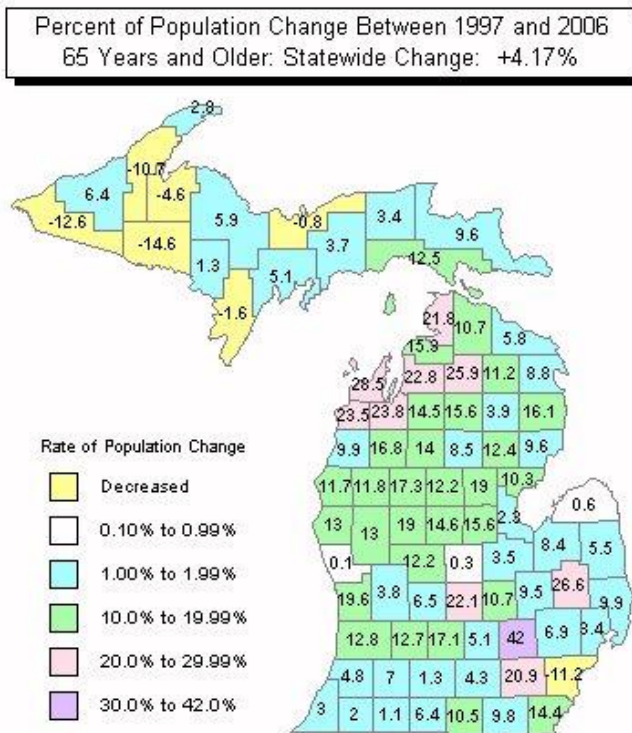 Percent of Population Change Between 1997 and 2006
65 Years and Older: Statewide Change: +4.17%
2.8
-10.7
6.4 -4.6
5.9
-12.6 -0.8 3.4 9.6
-14.6 3.7
1.3 5.1 12.5
-1.6
21.8 10.7
5.8
15.9
22.8 25.9 11.2 8.8
28.5
23.5 23.8 14.5 15.6 3.9 16.1
Rate of Population Change
9.9 16.8 14 8.5 12.4 9.6
Decreased
11.7 11.8 17.3 12.2 19 10.3
0.6
0.10% to 0.99%
13 13 19 14.6 15.6 2.3
1.00% to 1.99%
0.1 12.2 0.3 3.5 8.4 5.5
10.0% to 19.99%
19.6 3.8 6.5 22.1 10.7 9.5 26.6 9.9
20.0% to 29.99%
12.8 12.7 17.1 5.1 42 6.9 3.4
30.0% to 42.0%
4.8 7 1.3 4.3 20.9 -11.2
3 2 1.1 6.4 10.5 9.8 14.4